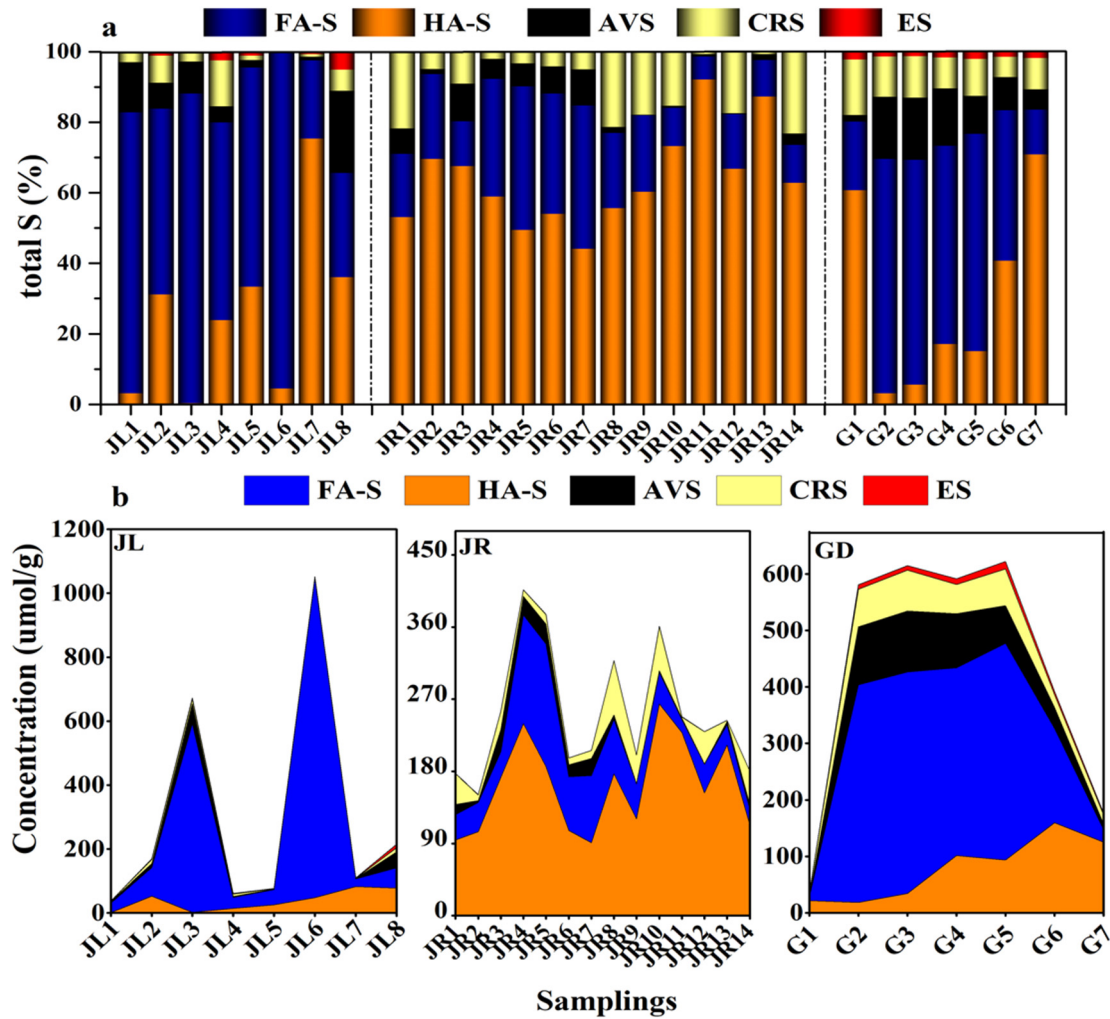 FA-S HA-S AVS CRS ES
a
total S (%)
100
80
60
40
20
0
JL1 JL2 JL3 JL4 JL5 JL6 JL7 JL8 JR1 JR2 JR3 JR4 JR5 JR6 JR7 JR8 JR9 JR10 JR11 JR12 JR13 JR14 G1 G2 G3 G4 G5 G6 G7
b
FA-S HA-S AVS CRS ES
Concentration (umol/g)
JL
1200
1000
800
600
400
200
0
JL1 JL2 JL3 JL4 JL5 JL6 JL7 JL8
JR
450
360
270
180
90
0
JR1 JR2 JR3 JR4 JR5 JR6 JR7 JR8 JR9 JR10 JR11 JR12 JR13 JR14
GD
600
500
400
300
200
100
0
G1 G2 G3 G4 G5 G6 G7
Samplings